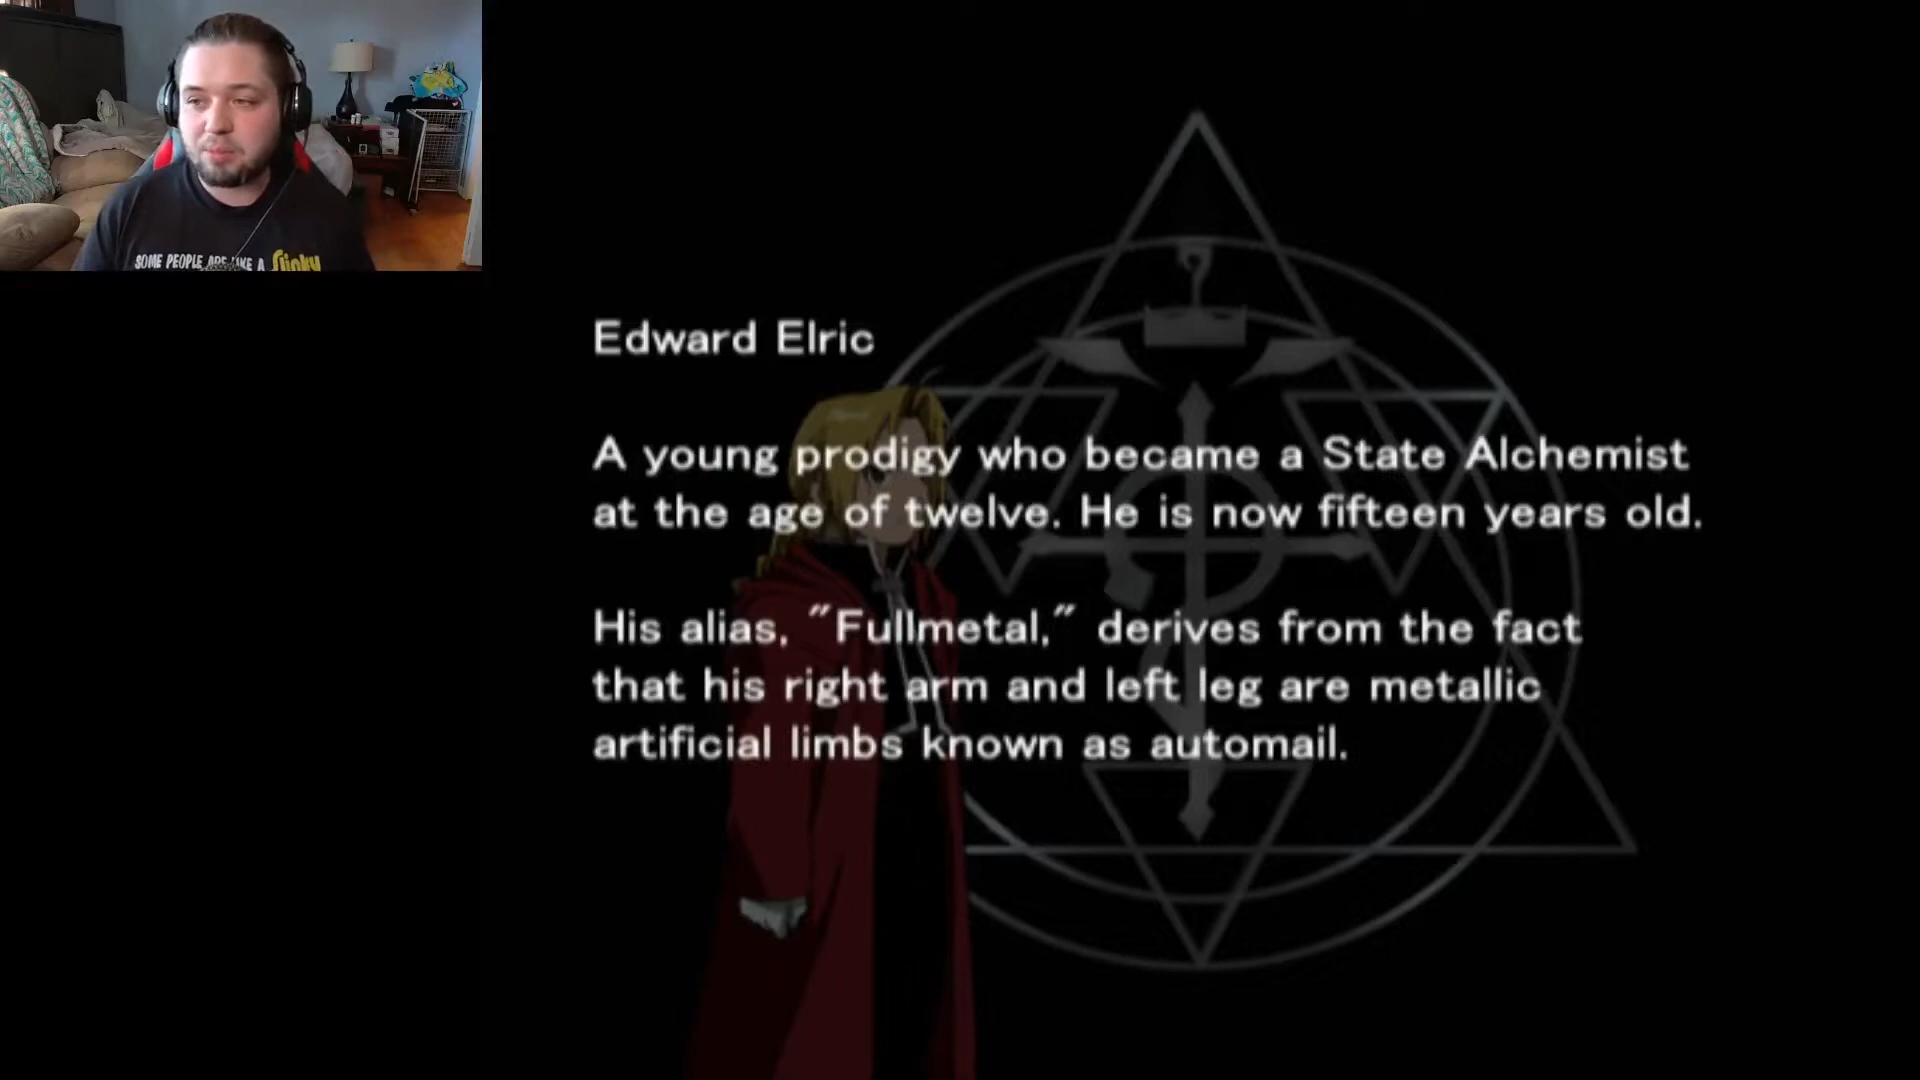 SOME PEOPLE ARE LIKE A Slinky
Edward Elric
A young prodigy who became a State Alchemist
at the age of twelve. He is now fifteen years old.
His alias, "Fullmetal," derives from the fact
that his right arm and left leg are metallic
artificial limbs known as automail.